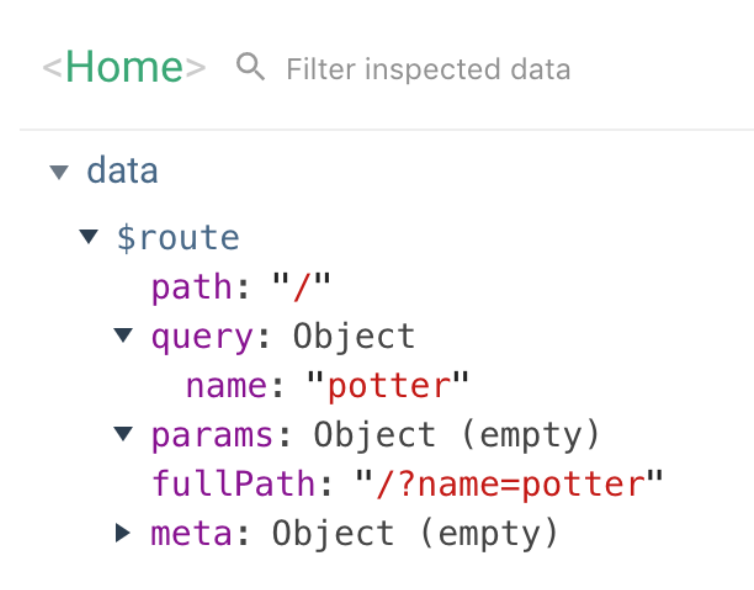 <Home> Filter inspected data
data
$route
path: "/"
query: Object
name: "potter"
params: Object (empty)
fullPath: "/?name=potter"
meta: Object (empty)